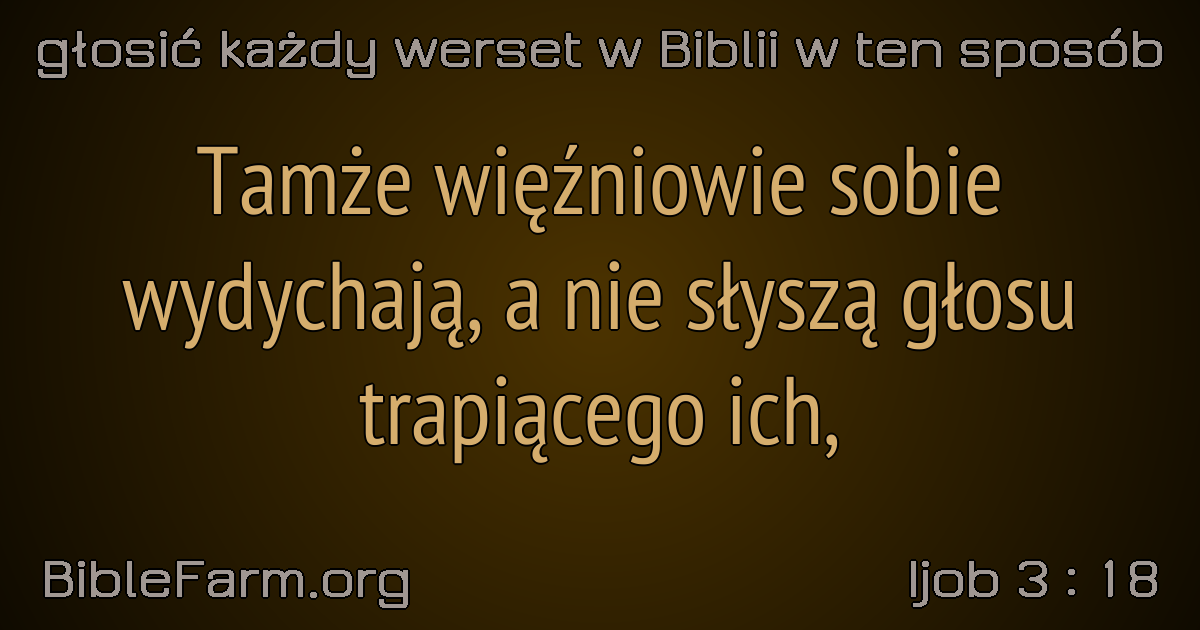 głosić każdy werset w Biblii w ten sposób
Tamże więźniowie sobie
wydychają, a nie słyszą głosu
trapiącego ich,
BibleFarm.org
Ijob 3 : 18